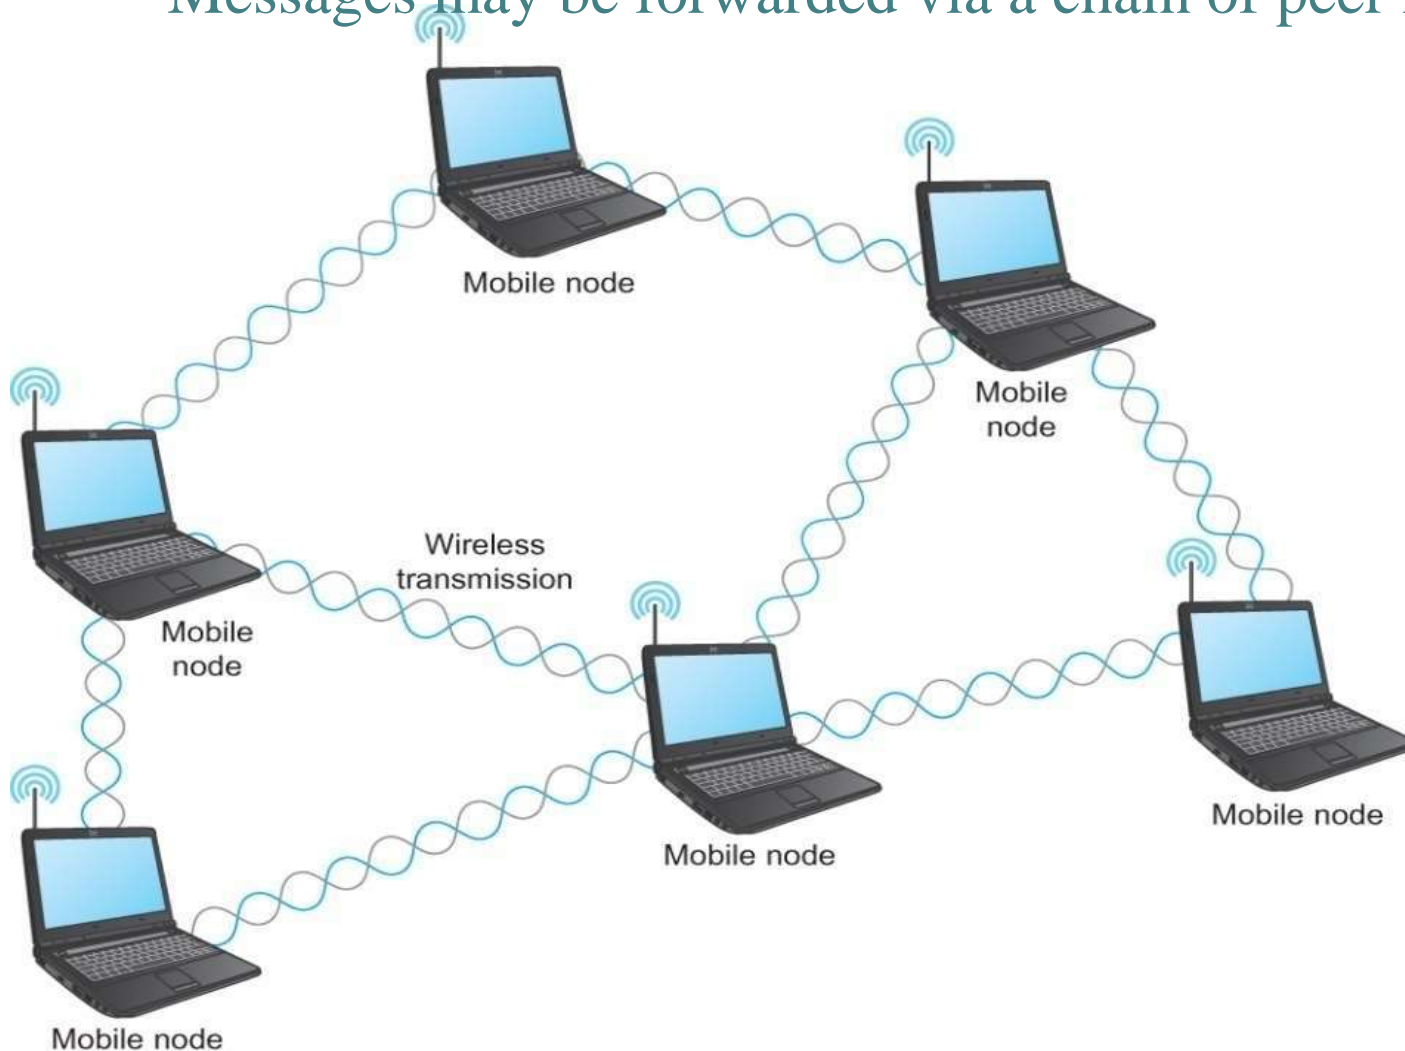 Messages may be forwarded via a chain of peer
Mobile node
Mobile
node
Wireless
transmission
Mobile
node
Mobile node
Mobile node
Mobile node